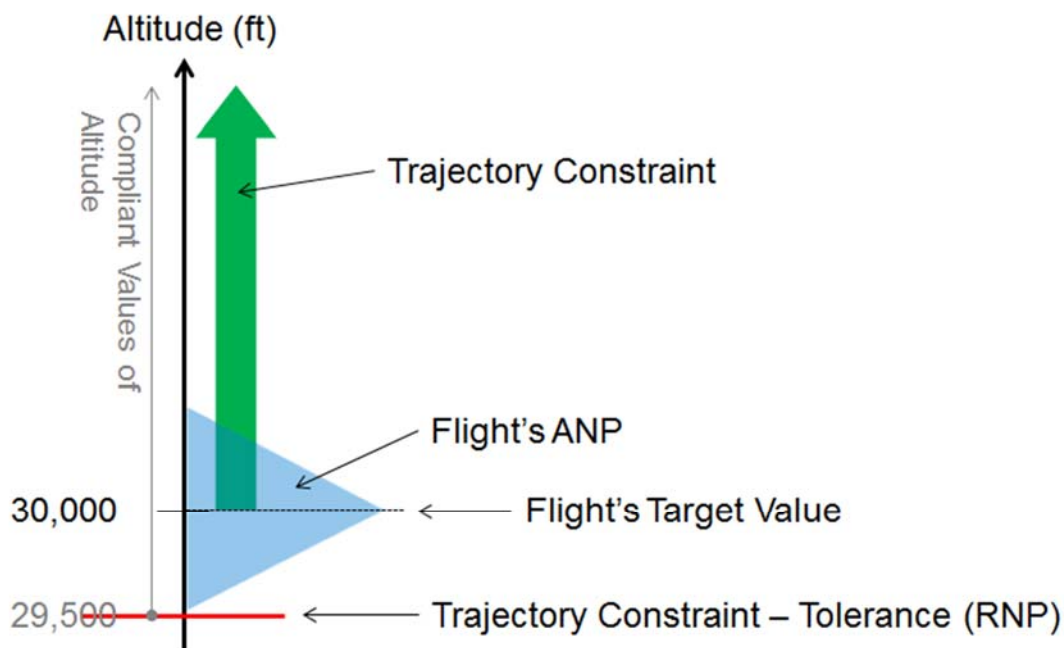 Altitude (ft)
Compliant Values of
Altitude
Trajectory Constraint
Flight's ANP
30,000
Flight's Target Value
29,500
Trajectory Constraint – Tolerance (RNP)